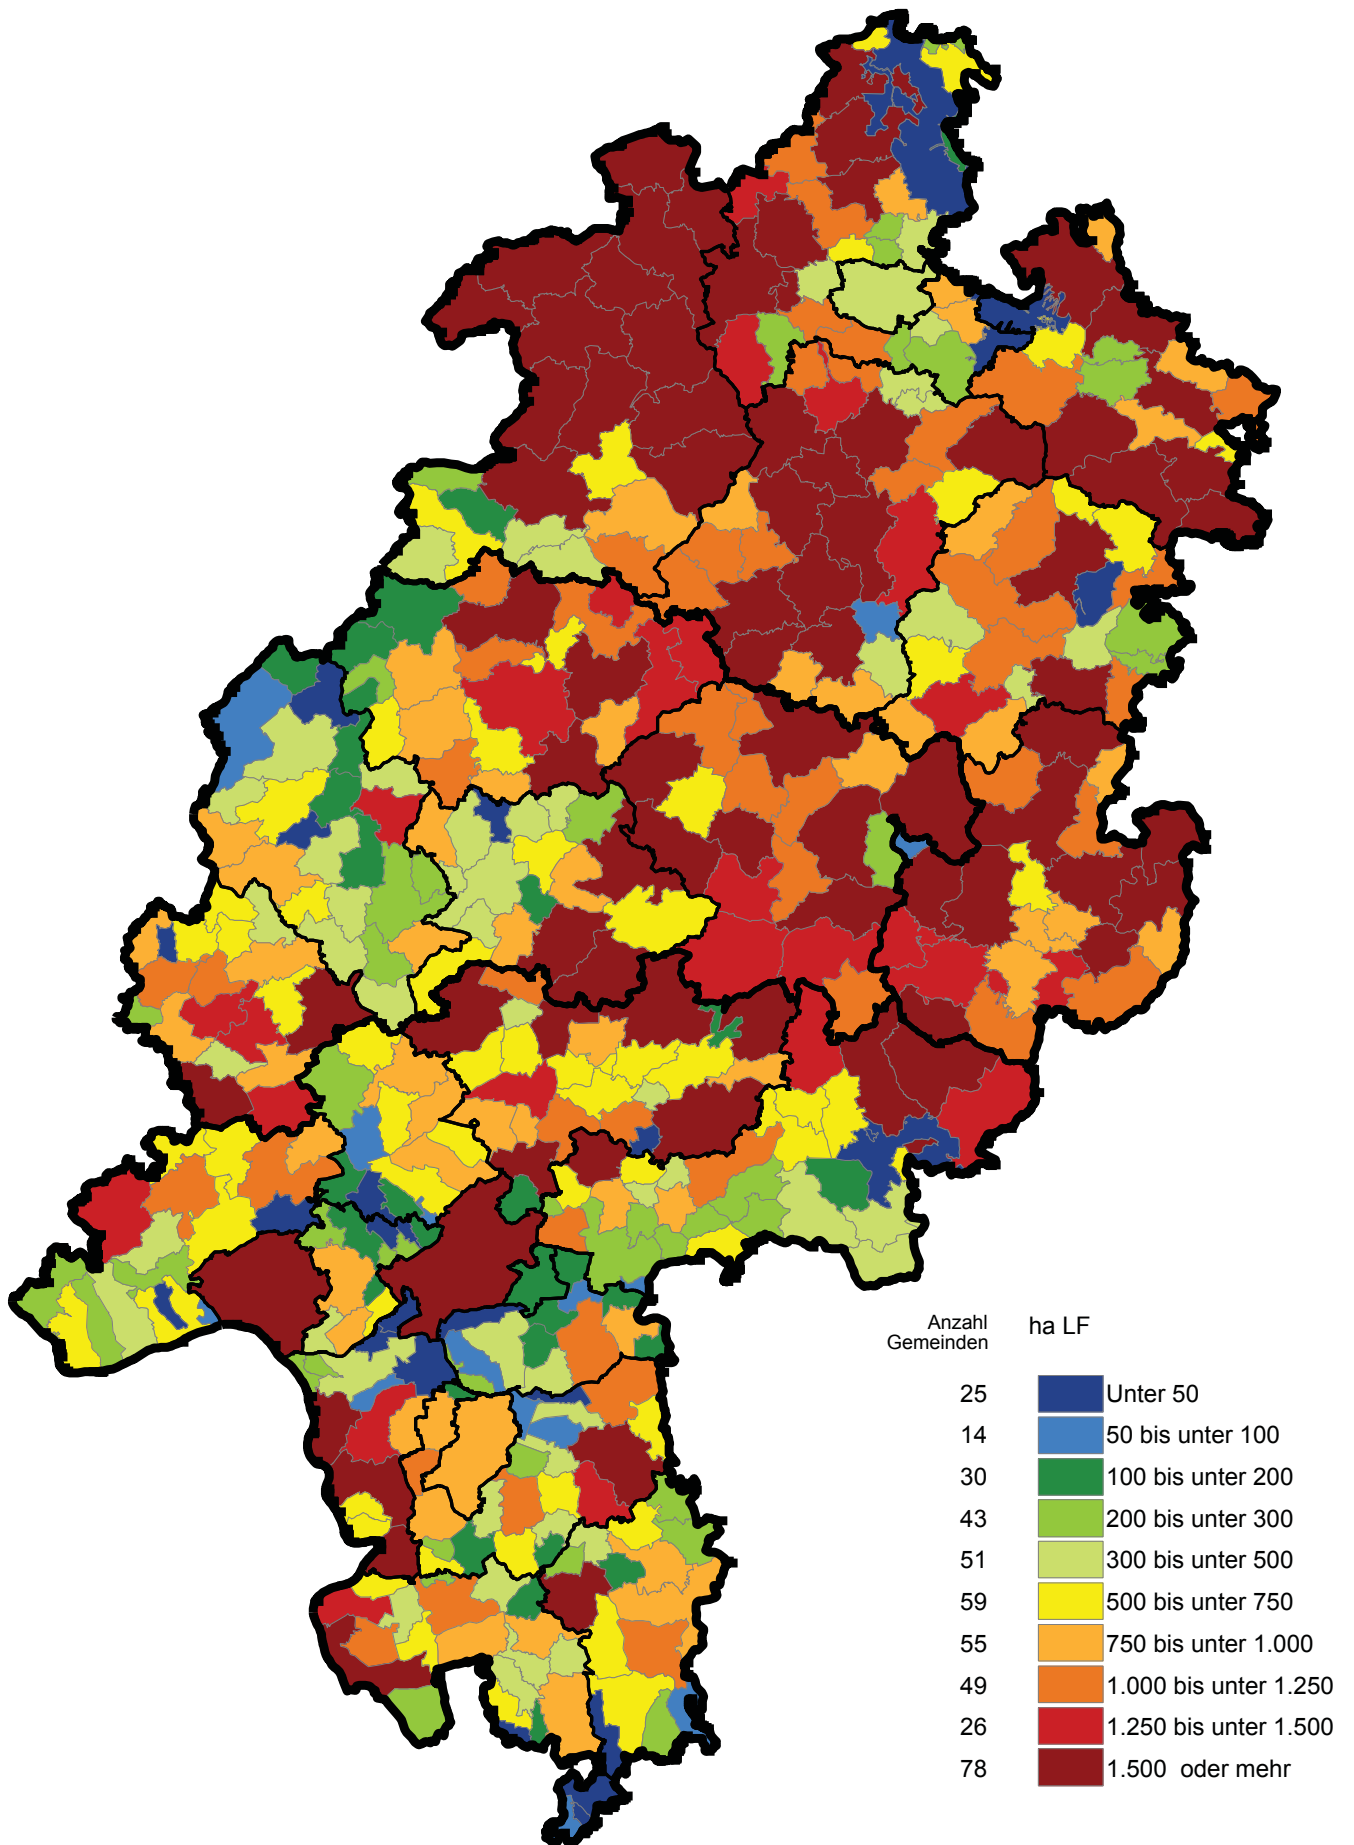 Anzahl
Gemeinden
ha LF
25 Unter 50
14 50 bis unter 100
30 100 bis unter 200
43 200 bis unter 300
51 300 bis unter 500
59 500 bis unter 750
55 750 bis unter 1.000
49 1.000 bis unter 1.250
26 1.250 bis unter 1.500
78 1.500 oder mehr